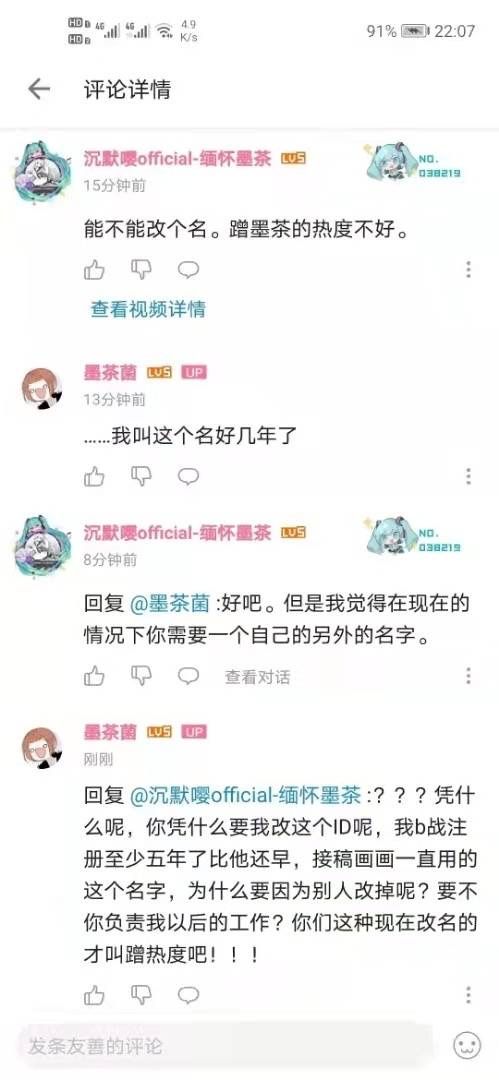 HD 1 4G 4G 4.9
HD 2 K/s 91% 22:07
评论详情
沉默嘤official-缅怀墨茶 LV5 NO.
15分钟前 038219
能不能改个名。蹭墨茶的热度不好。
查看视频详情
墨茶菌 LV5 UP
13分钟前
……我叫这个名好几年了
沉默嘤official-缅怀墨茶 LV5 NO.
8分钟前 038219
回复 @墨茶菌 :好吧。但是我觉得在现在的
情况下你需要一个自己的另外的名字。
查看对话
墨茶菌 LV5 UP
刚刚
回复 @沉默嘤official-缅怀墨茶 :？？？凭什
么呢，你凭什么要我改这个ID呢，我b战注
册至少五年了比他还早，接稿画画一直用的
这个名字，为什么要因为别人改掉呢？要不
你负责我以后的工作？你们这种现在改名的
才叫蹭热度吧！！！
发条友善的评论